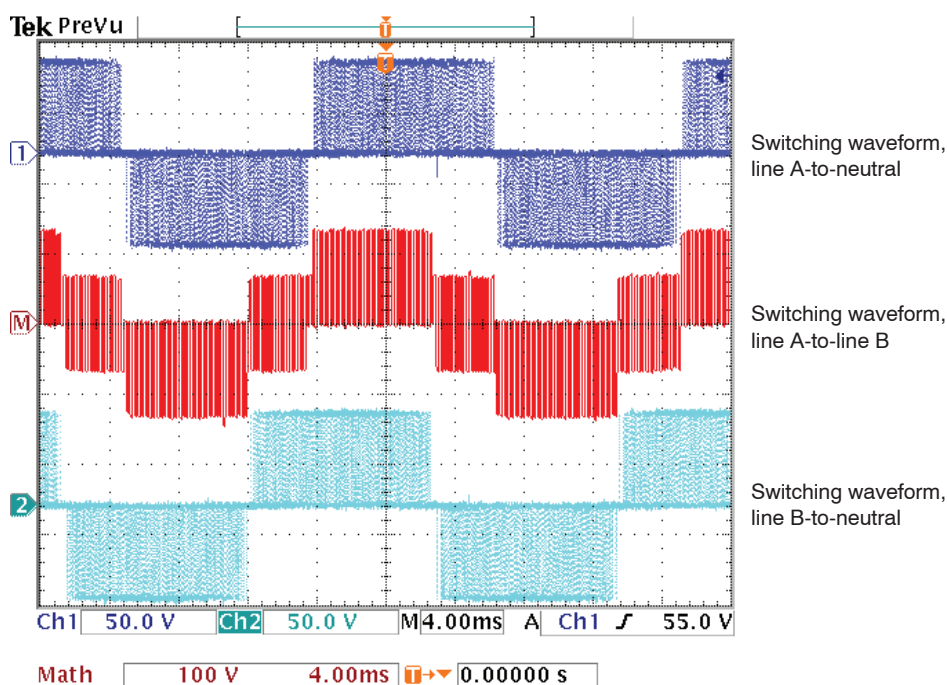 Tek PreVu
T
T
1
Switching waveform,
line A-to-neutral
M
Switching waveform,
line A-to-line B
2
Switching waveform,
line B-to-neutral
Ch1 50.0 V Ch2 50.0 V M 4.00ms A Ch1 55.0 V
Math 100 V 4.00ms T 0.00000 s